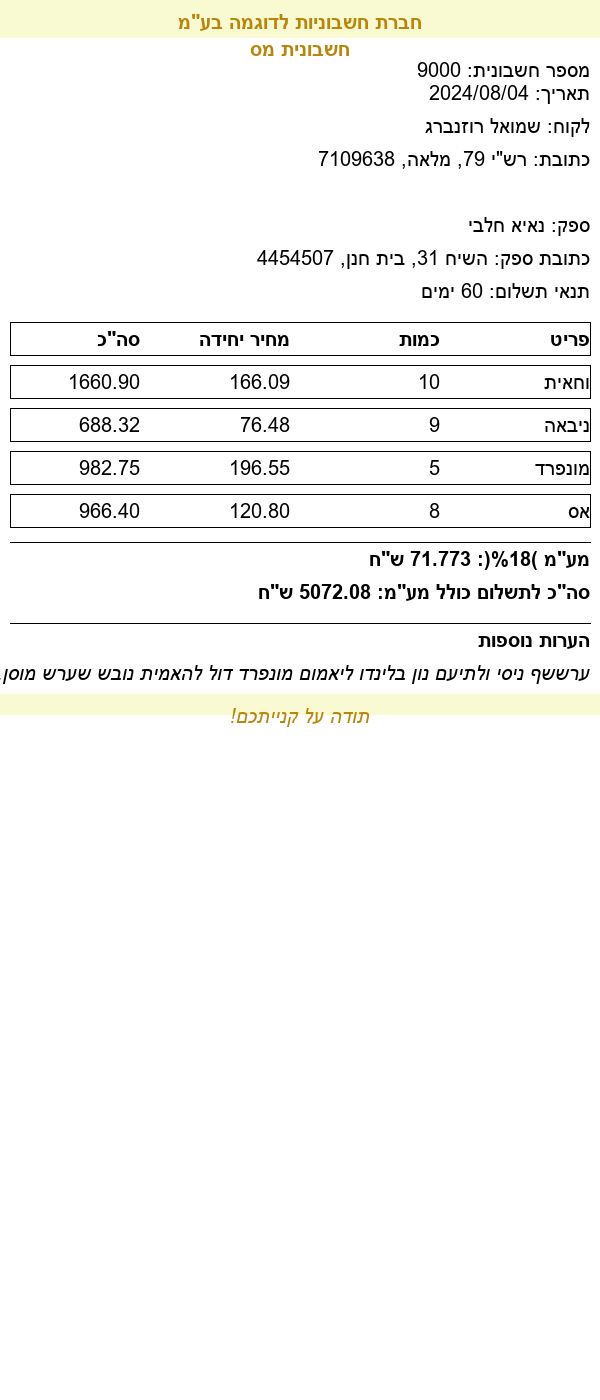 חברת חשבוניות לדוגמה בע"מ
חשבונית מס
מספר חשבונית: 9000
תאריך: 2024/08/04
לקוח: שמואל רוזנברג
כתובת: רש"י 79, מלאה, 7109638
ספק: נאיא חלבי
כתובת ספק: השיח 31, בית חנן, 4454507
תנאי תשלום: 60 ימים
פריט כמות מחיר יחידה סה"כ
וחאית 10 166.09 1660.90
ניבאה 9 76.48 688.32
מונפרד 5 196.55 982.75
אס 8 120.80 966.40
מע"מ )18%(: 71.773 ש"ח
סה"כ לתשלום כולל מע"מ: 5072.08 ש"ח
הערות נוספות
ערששף ניסי ולתיעם נון בלינדו ליאמום מונפרד דול להאמית נובש שערש מוסן.
תודה על קנייתכם!